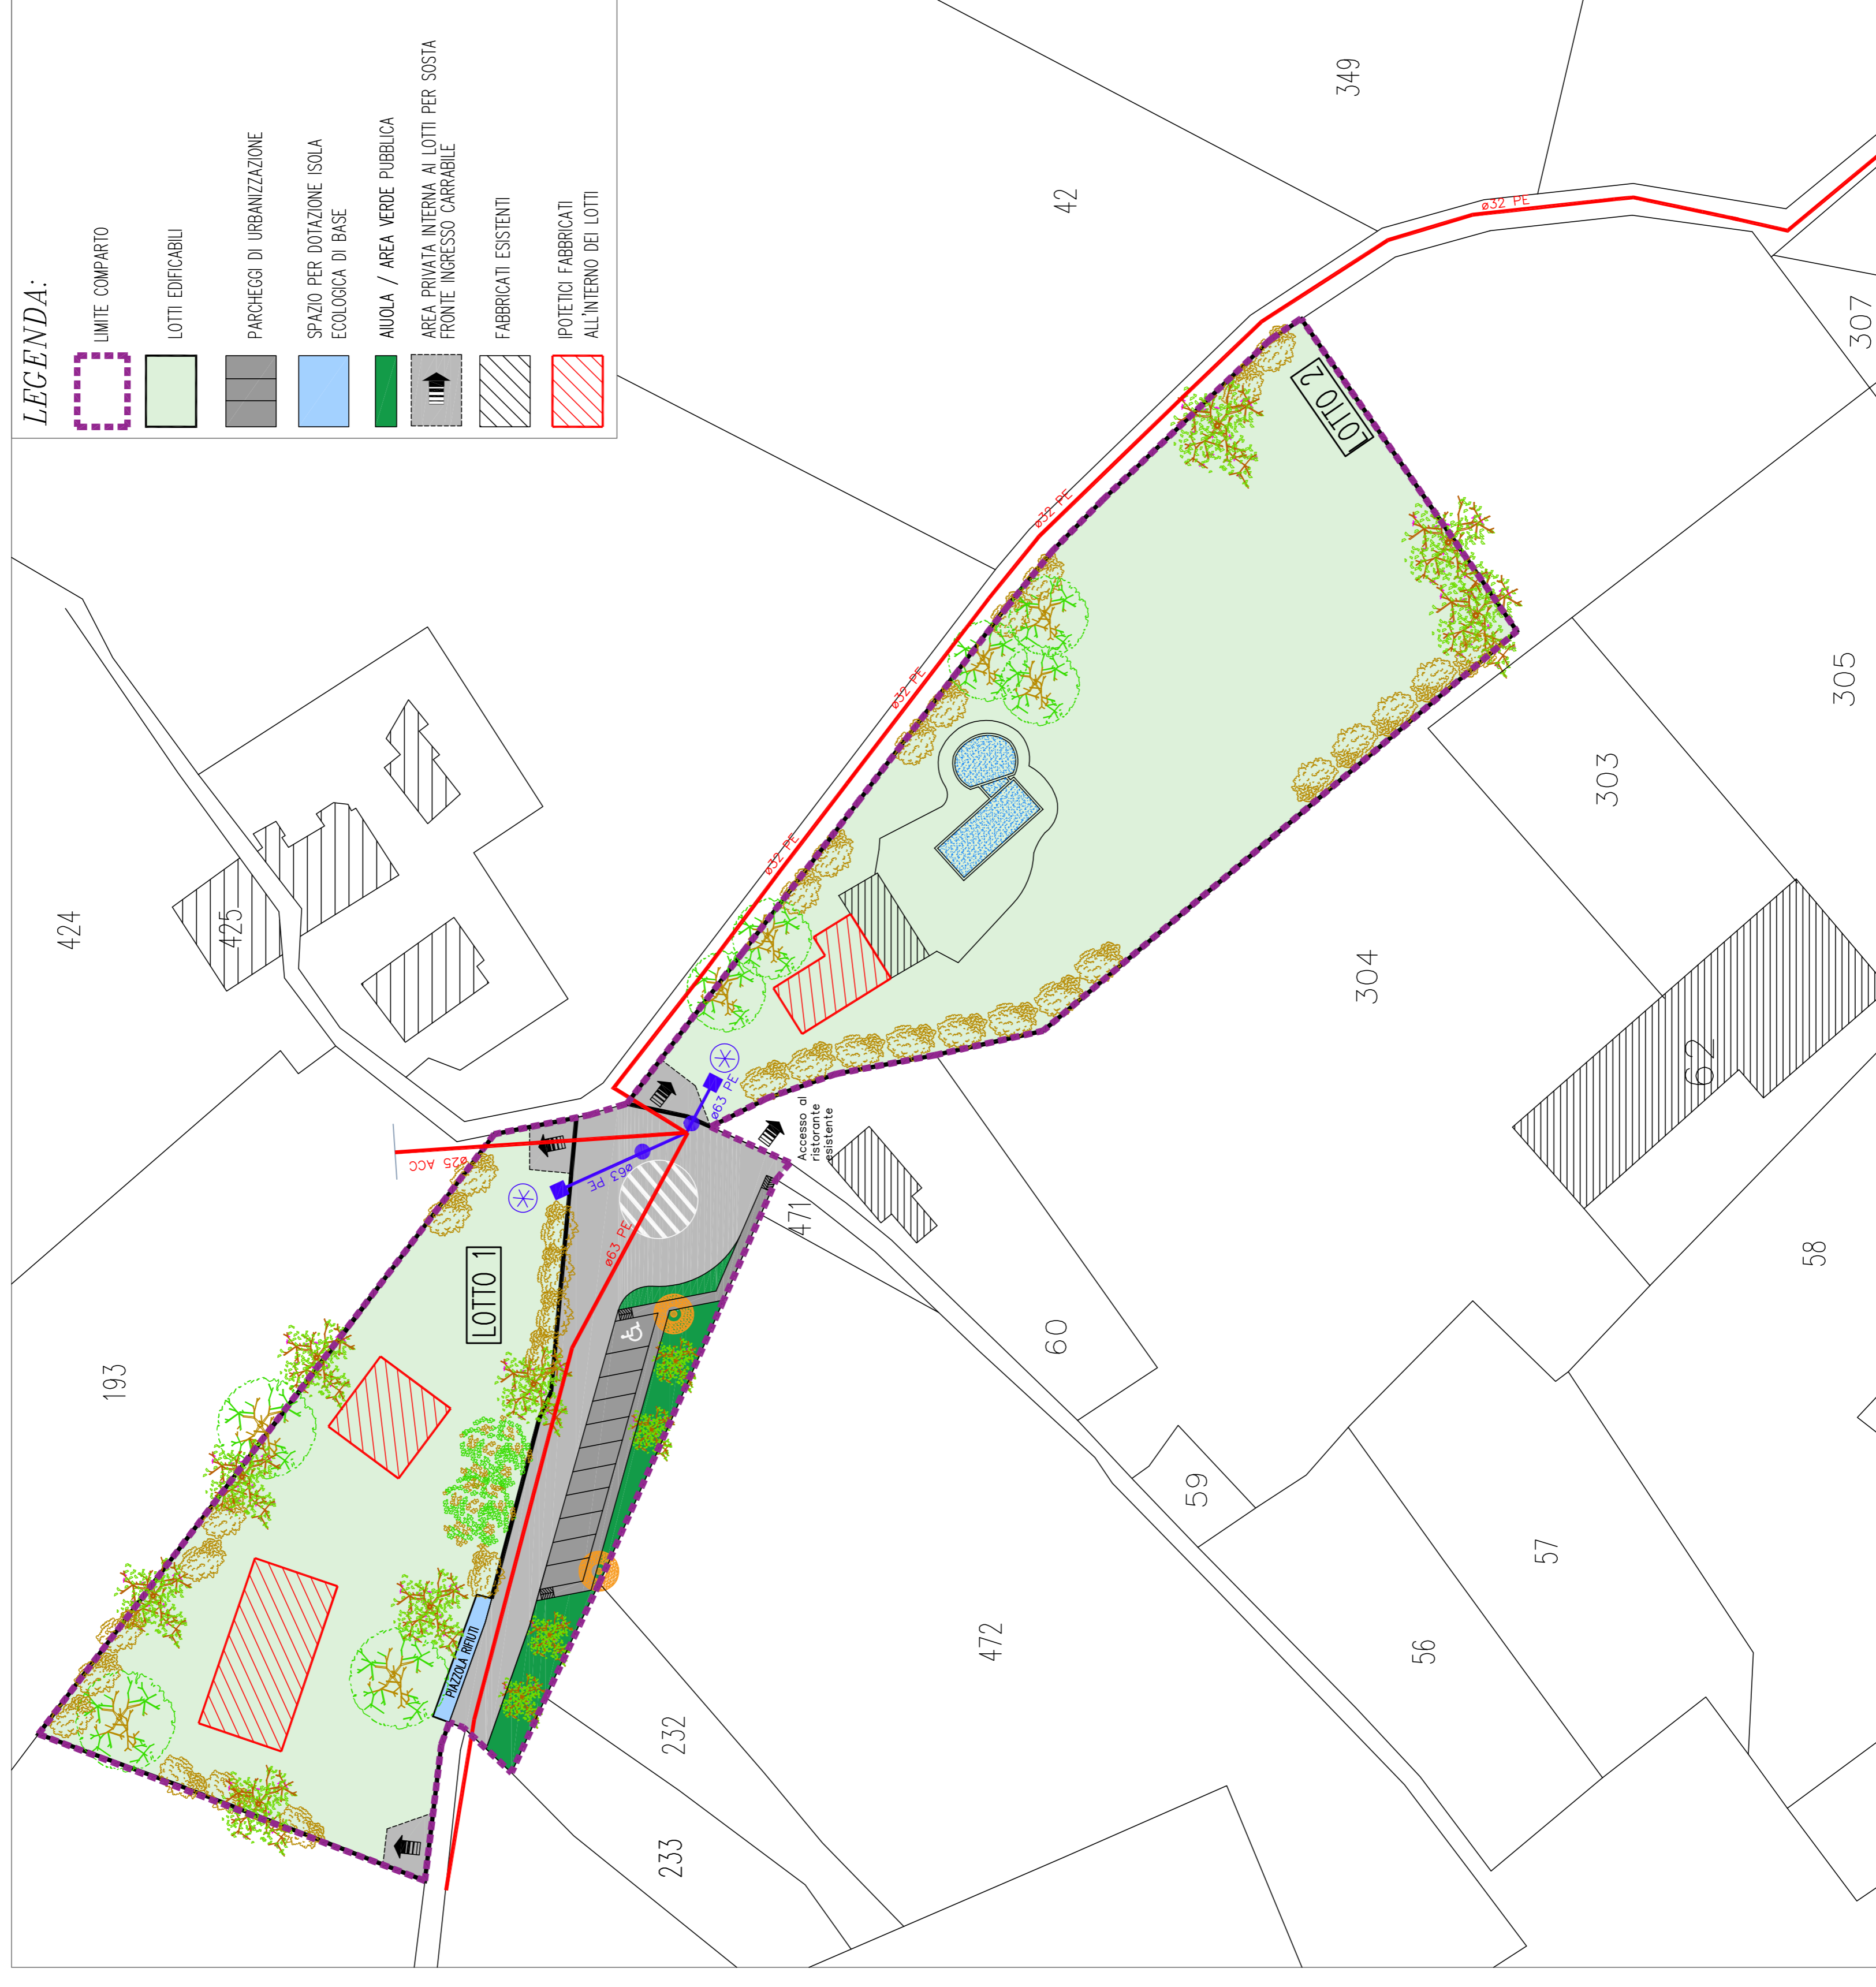 LEGENDA:
LIMITE COMPARTO
LOTTI EDIFICABILI
PARCHEGGI DI URBANIZZAZIONE
SPAZIO PER DOTAZIONE ISOLA
ECOLOGICA DI BASE
AIUOLA / AREA VERDE PUBBLICA
AREA PRIVATA INTERNA AI LOTTI PER SOSTA
FRONTE INGRESSO CARRABILE
FABBRICATI ESISTENTI
IPOTETICI FABBRICATI
ALL'INTERNO DEI LOTTI
349
42
307
305
303
304
62
58
424
425
193
471
60
59
57
56
472
232
233
LOTTO 1
LOTTO 2
PIAZZOLA RIFIUTI
Accesso al
ristorante
esistente
ø32 PE
ø32 PE
ø32 PE
ø32 PE
ø25 ACC
ø63 PE
ø63 PE
ø63 PE